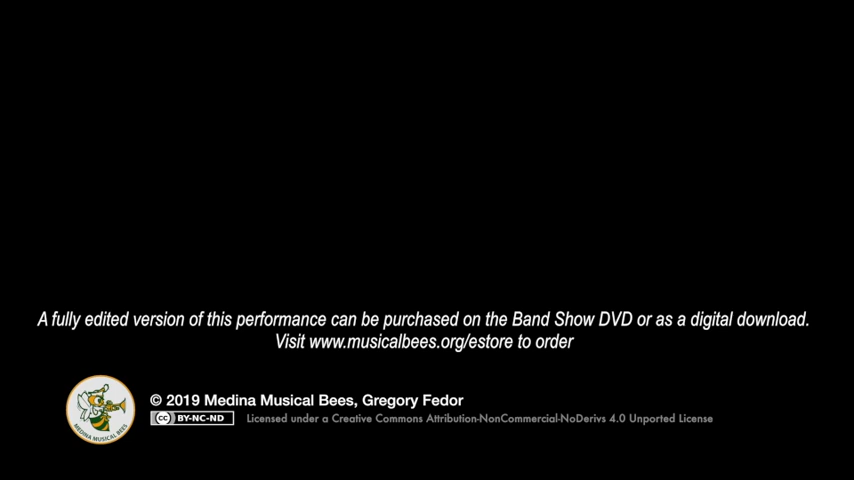 A fully edited version of this performance can be purchased on the Band Show DVD or as a digital download.
Visit www.musicalbees.org/estore to order
© 2019 Medina Musical Bees, Gregory Fedor
cc BY-NC-ND Licensed under a Creative Commons Attribution-NonCommercial-NoDerivs 4.0 Unported License
MEDINA MUSICAL BEES